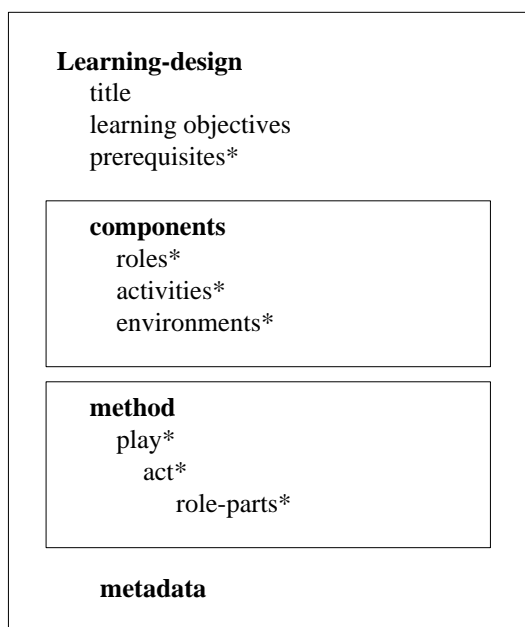 Learning-design
title
learning objectives
prerequisites*
components
roles*
activities*
environments*
method
play*
act*
role-parts*
metadata